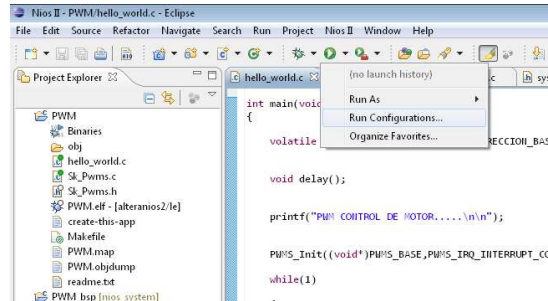 Nios II - PWM/hello_world.c - Eclipse
File Edit Source Refactor Navigate Search Run Project Nios II Window Help
Project Explorer
hello_world.c
.c
sy
(no launch history)
Run As
Run Configurations...
Organize Favorites...
PWM
Binaries
obj
hello_world.c
Sk_Pwms.c
Sk_Pwms.h
PWM.elf - [alteranios2/le]
create-this-app
Makefile
PWM.map
PWM.objdump
readme.txt
PWM_bsp [nios_system]
int main(void
{
volatile RECCION_BAS
void delay();
printf("PWM CONTROL DE MOTOR.....\n\n");
PWMS_Init((void*)PWMS_BASE,PWMS_IRQ_INTERRUPT_CO
while(1)